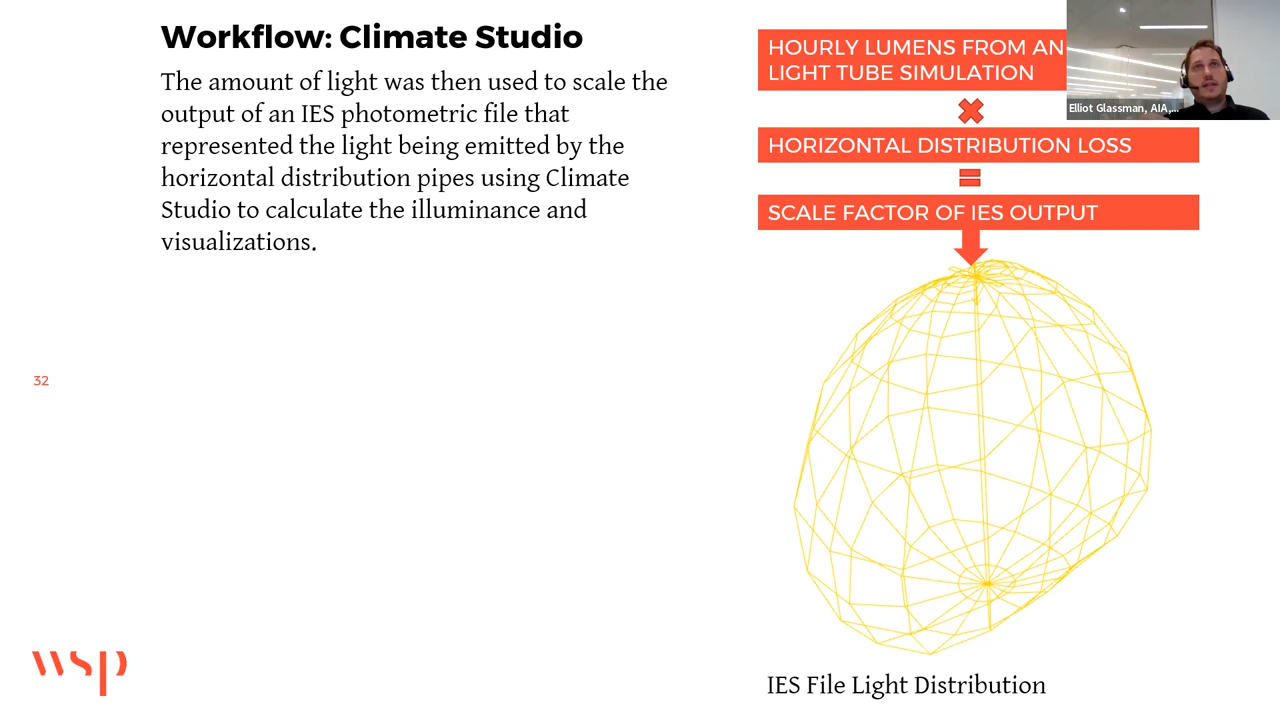 Workflow: Climate Studio
The amount of light was then used to scale the
output of an IES photometric file that
represented the light being emitted by the
horizontal distribution pipes using Climate
Studio to calculate the illuminance and
visualizations.
HOURLY LUMENS FROM AN
LIGHT TUBE SIMULATION
HORIZONTAL DISTRIBUTION LOSS
SCALE FACTOR OF IES OUTPUT
Elliot Glassman, AIA,...
32
wsp
IES File Light Distribution